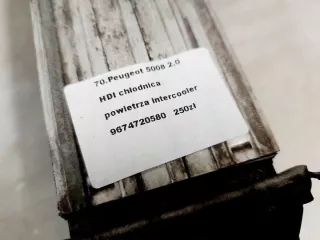 70.Peugeot 5008 2.0
HDI chłodnica
powietrza Intercooler
9674720580 250zł